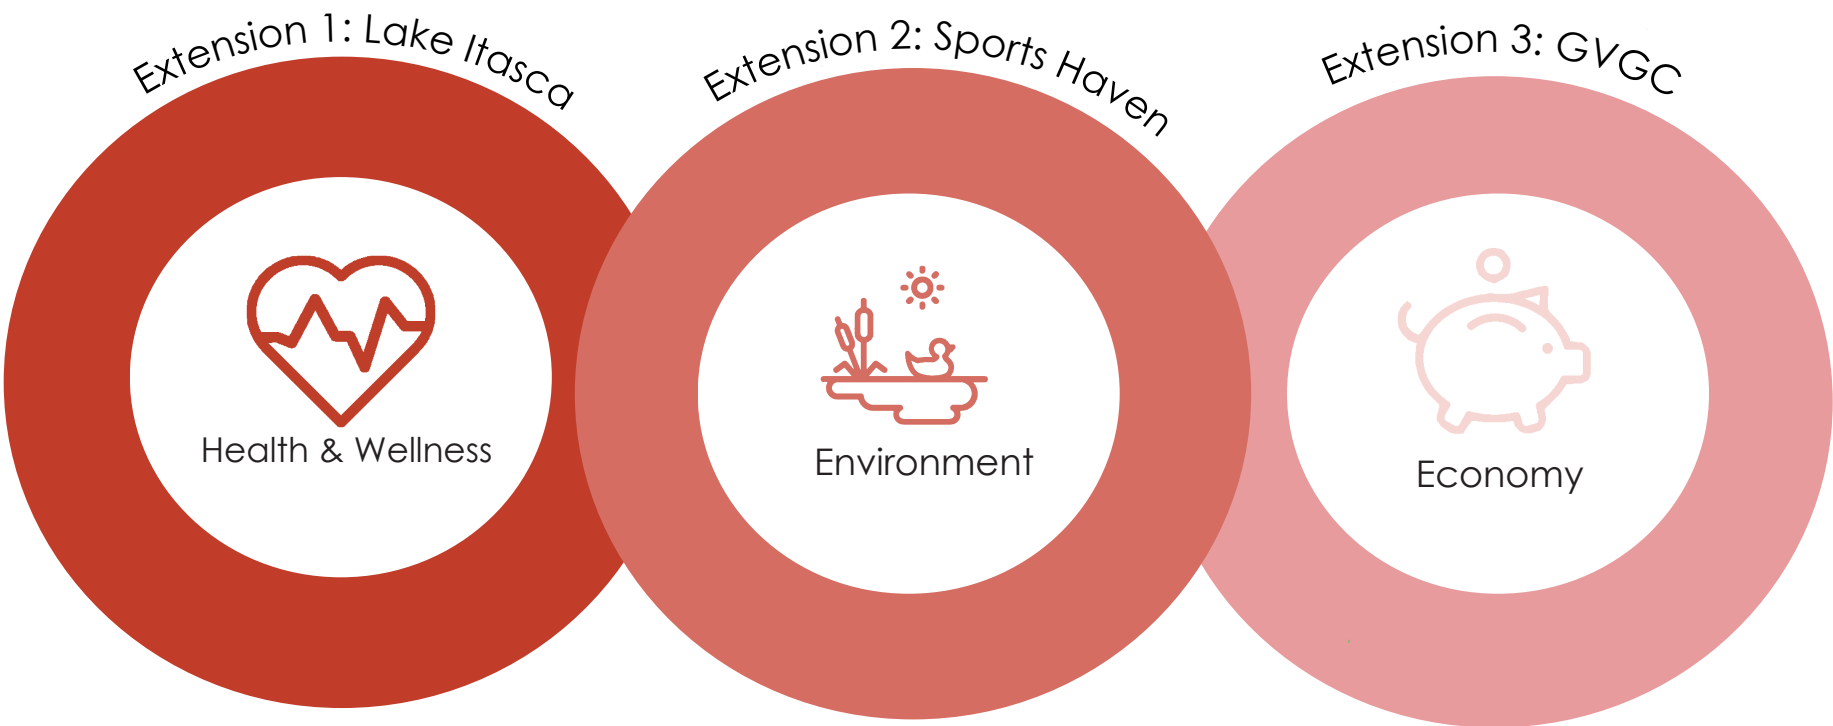 Extension 1: Lake Itasca
Extension 2: Sports Haven
Extension 3: GVGC
Health & Wellness
Environment
Economy